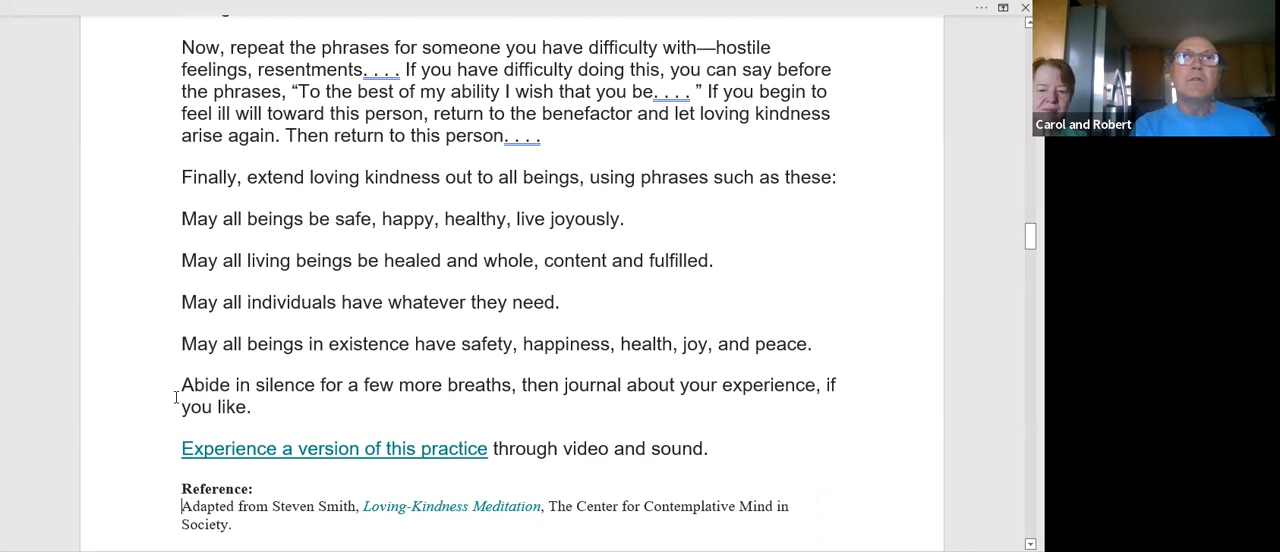 Now, repeat the phrases for someone you have difficulty with—hostile
feelings, resentments. . . . If you have difficulty doing this, you can say before
the phrases, “To the best of my ability I wish that you be. . . . ” If you begin to
feel ill will toward this person, return to the benefactor and let loving kindness
arise again. Then return to this person. . . .
Finally, extend loving kindness out to all beings, using phrases such as these:
May all beings be safe, happy, healthy, live joyously.
May all living beings be healed and whole, content and fulfilled.
May all individuals have whatever they need.
May all beings in existence have safety, happiness, health, joy, and peace.
Abide in silence for a few more breaths, then journal about your experience, if
you like.
Experience a version of this practice through video and sound.
Reference:
Adapted from Steven Smith, Loving-Kindness Meditation, The Center for Contemplative Mind in
Society.
Carol and Robert